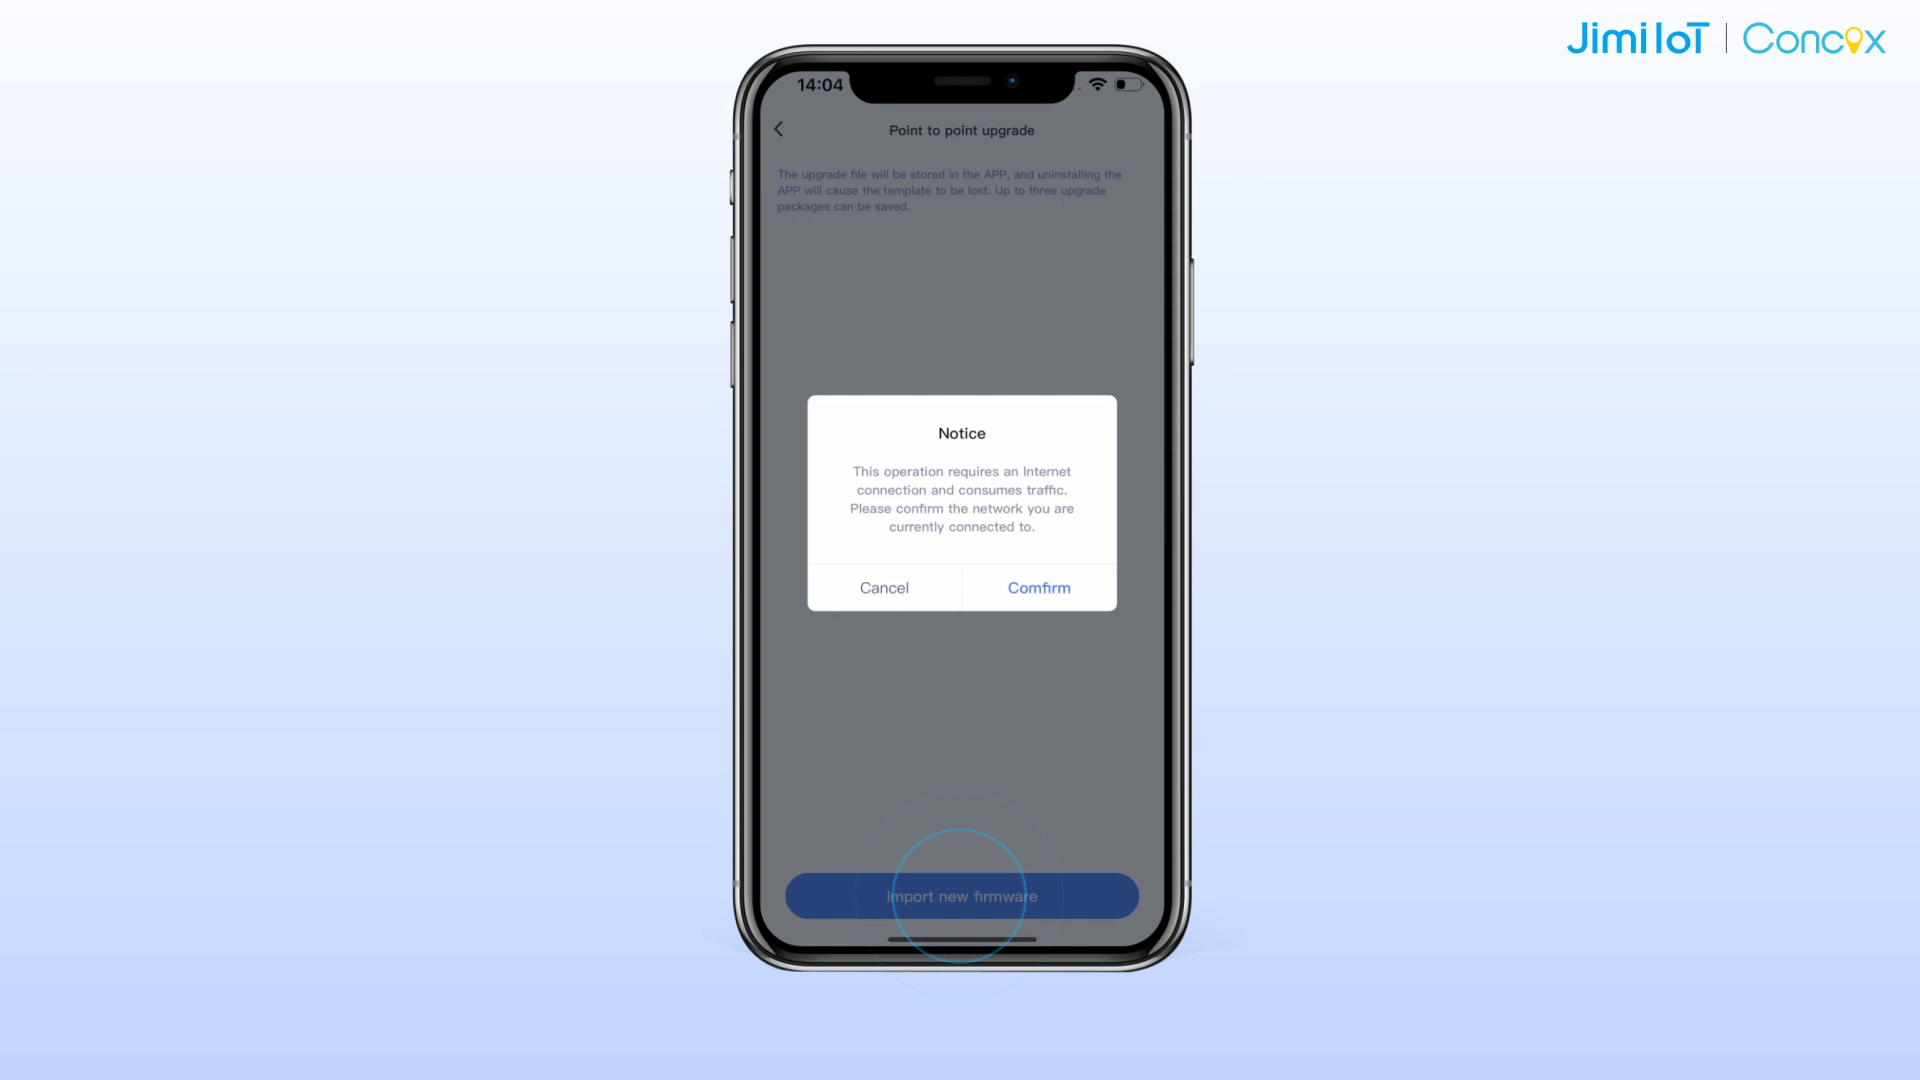 JimiIoT | Concox
14:04
Point to point upgrade
The upgrade file will be stored in the APP, and uninstalling the
APP will cause the template to be lost. Up to three upgrade
packages can be saved.
Notice
This operation requires an Internet
connection and consumes traffic.
Please confirm the network you are
currently connected to.
Cancel
Comfirm
Import new firmware